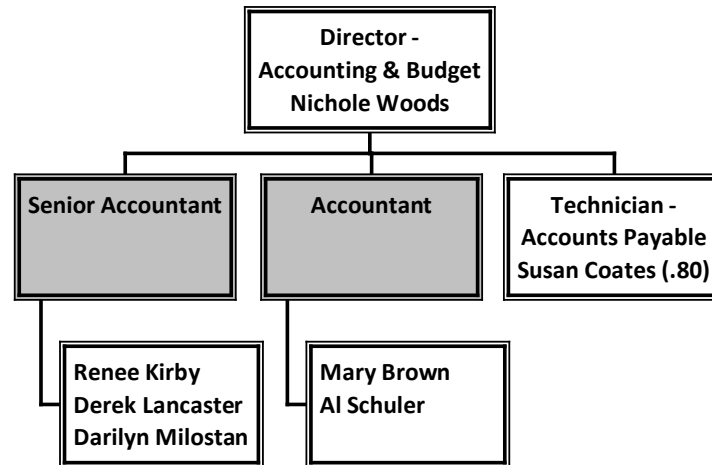 Director -
Accounting & Budget
Nichole Woods
Senior Accountant
Accountant
Technician -
Accounts Payable
Susan Coates (.80)
Renee Kirby
Derek Lancaster
Darilyn Milostan
Mary Brown
Al Schuler